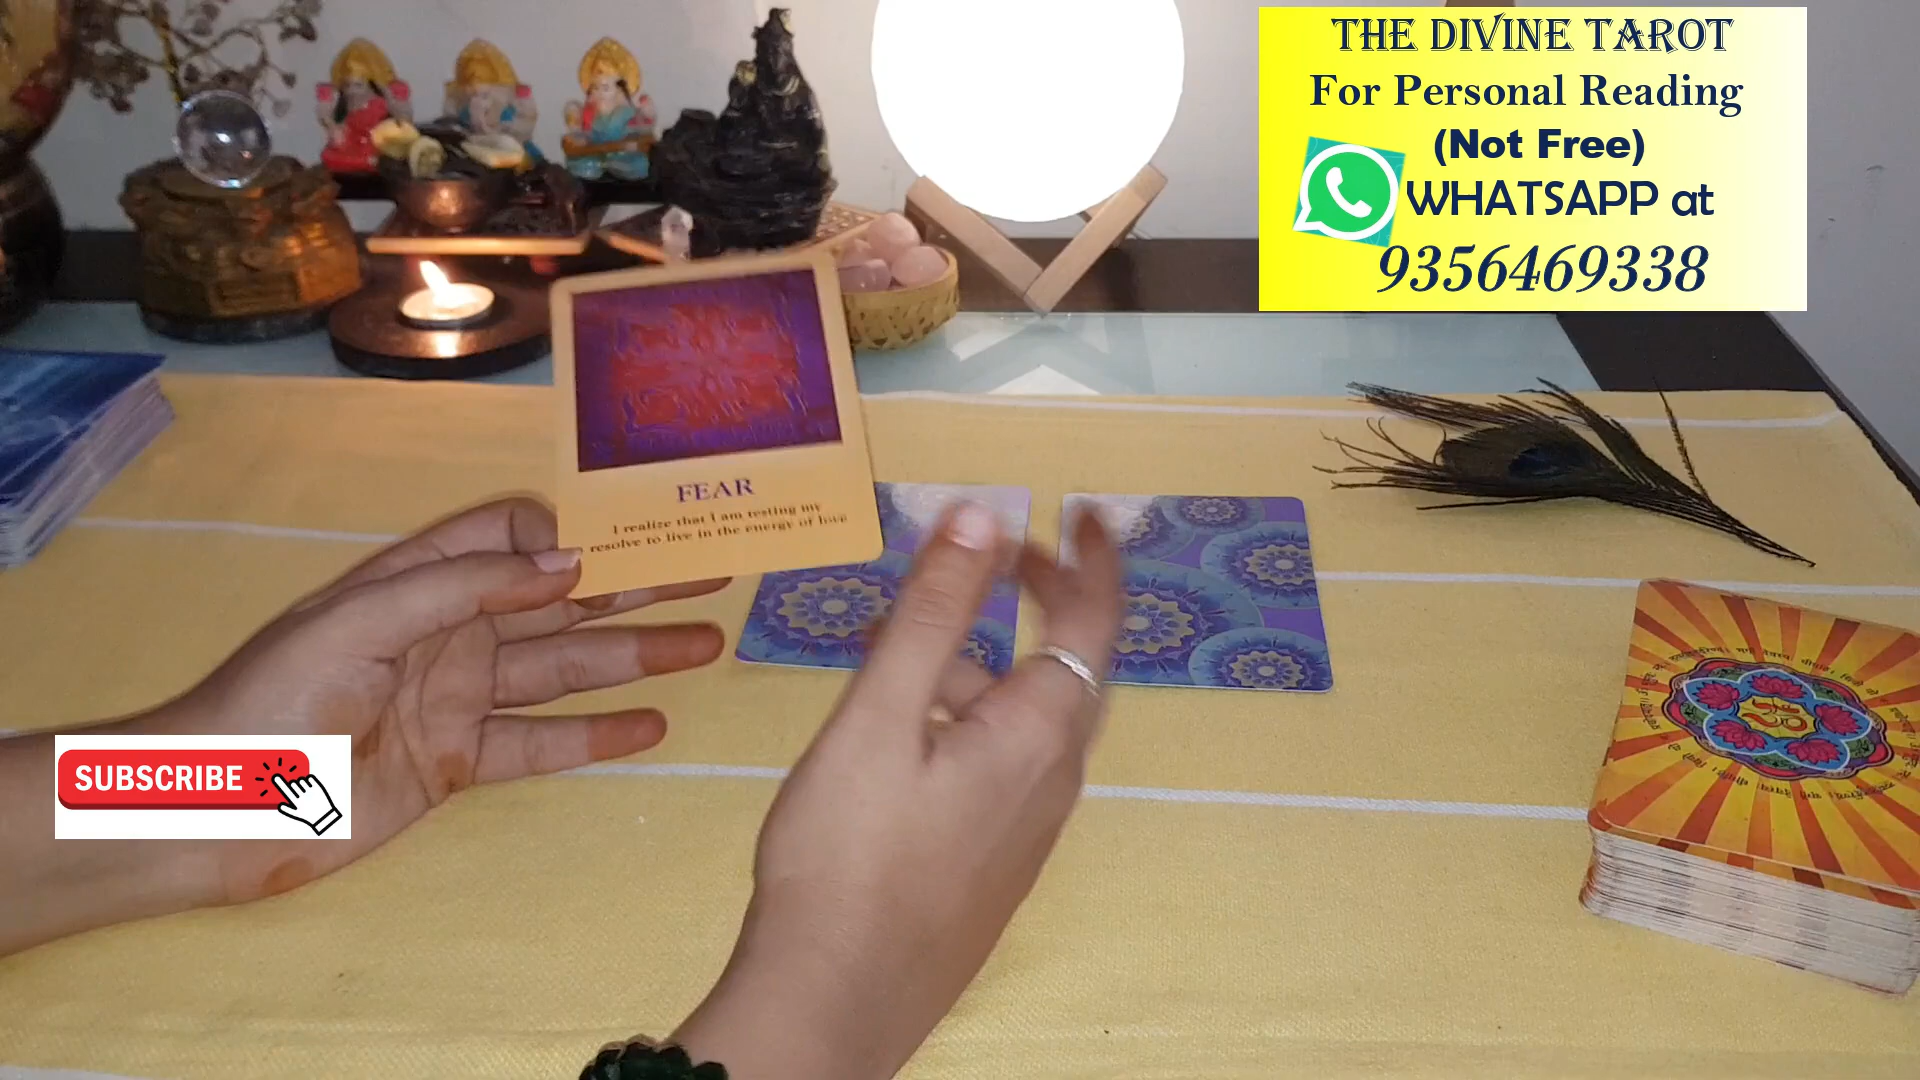 THE DIVINE TAROT
For Personal Reading
(Not Free)
WHATSAPP at
9356469338
FEAR
I realize that I am testing my
resolve to live in the energy of love
SUBSCRIBE